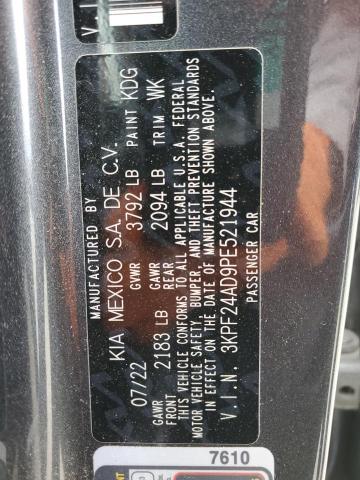 MANUFACTURED BY
KIA MEXICO S.A. DE C.V.
07/22 GVWR 3792 LB PAINT KDG
GAWR FRONT 2183 LB GAWR REAR 2094 LB TRIM WK
THIS VEHICLE CONFORMS TO ALL APPLICABLE U.S.A. FEDERAL
MOTOR VEHICLE SAFETY, BUMPER, AND THEFT PREVENTION STANDARDS
IN EFFECT ON THE DATE OF MANUFACTURE SHOWN ABOVE.
V.I.N. 3KPF24AD9PE521944
PASSENGER CAR
V.I.N
7610